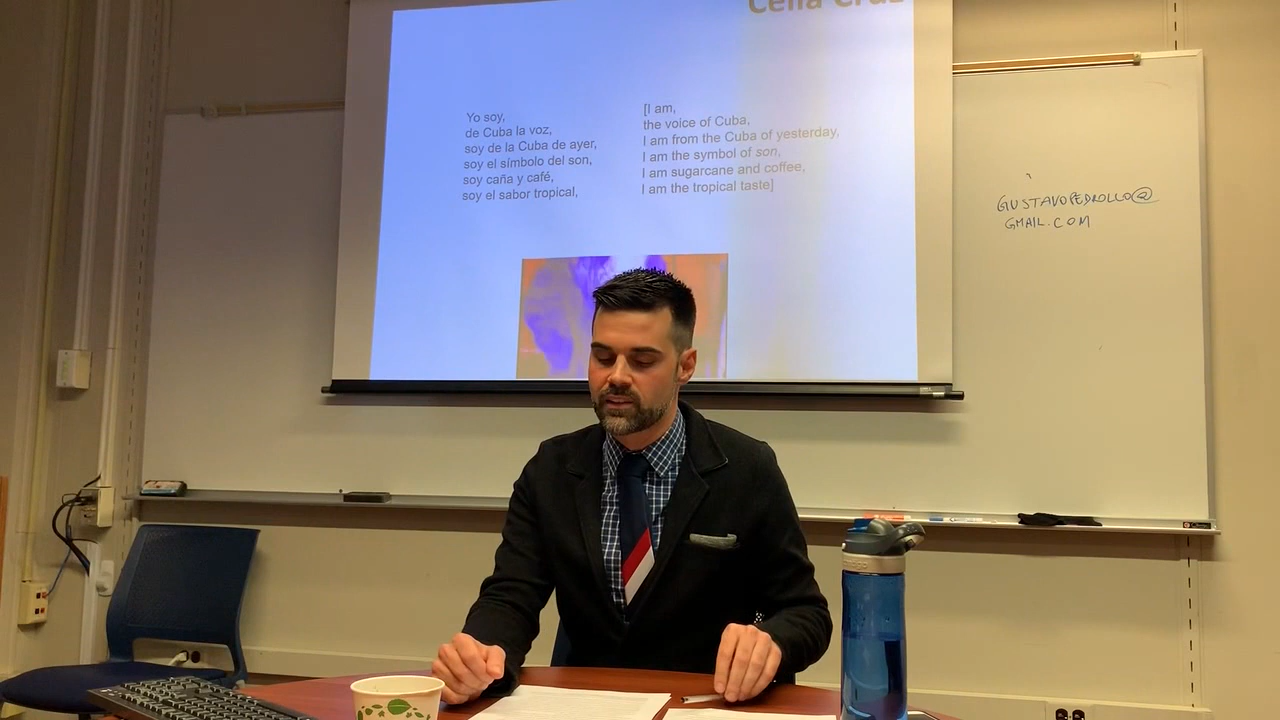 Celia Cruz
Yo soy,
de Cuba la voz,
soy de la Cuba de ayer,
soy el símbolo del son,
soy caña y café,
soy el sabor tropical,
[I am,
the voice of Cuba,
I am from the Cuba of yesterday,
I am the symbol of son,
I am sugarcane and coffee,
I am the tropical taste]
GUSTAVOPEDROLLO@
GMAIL.COM